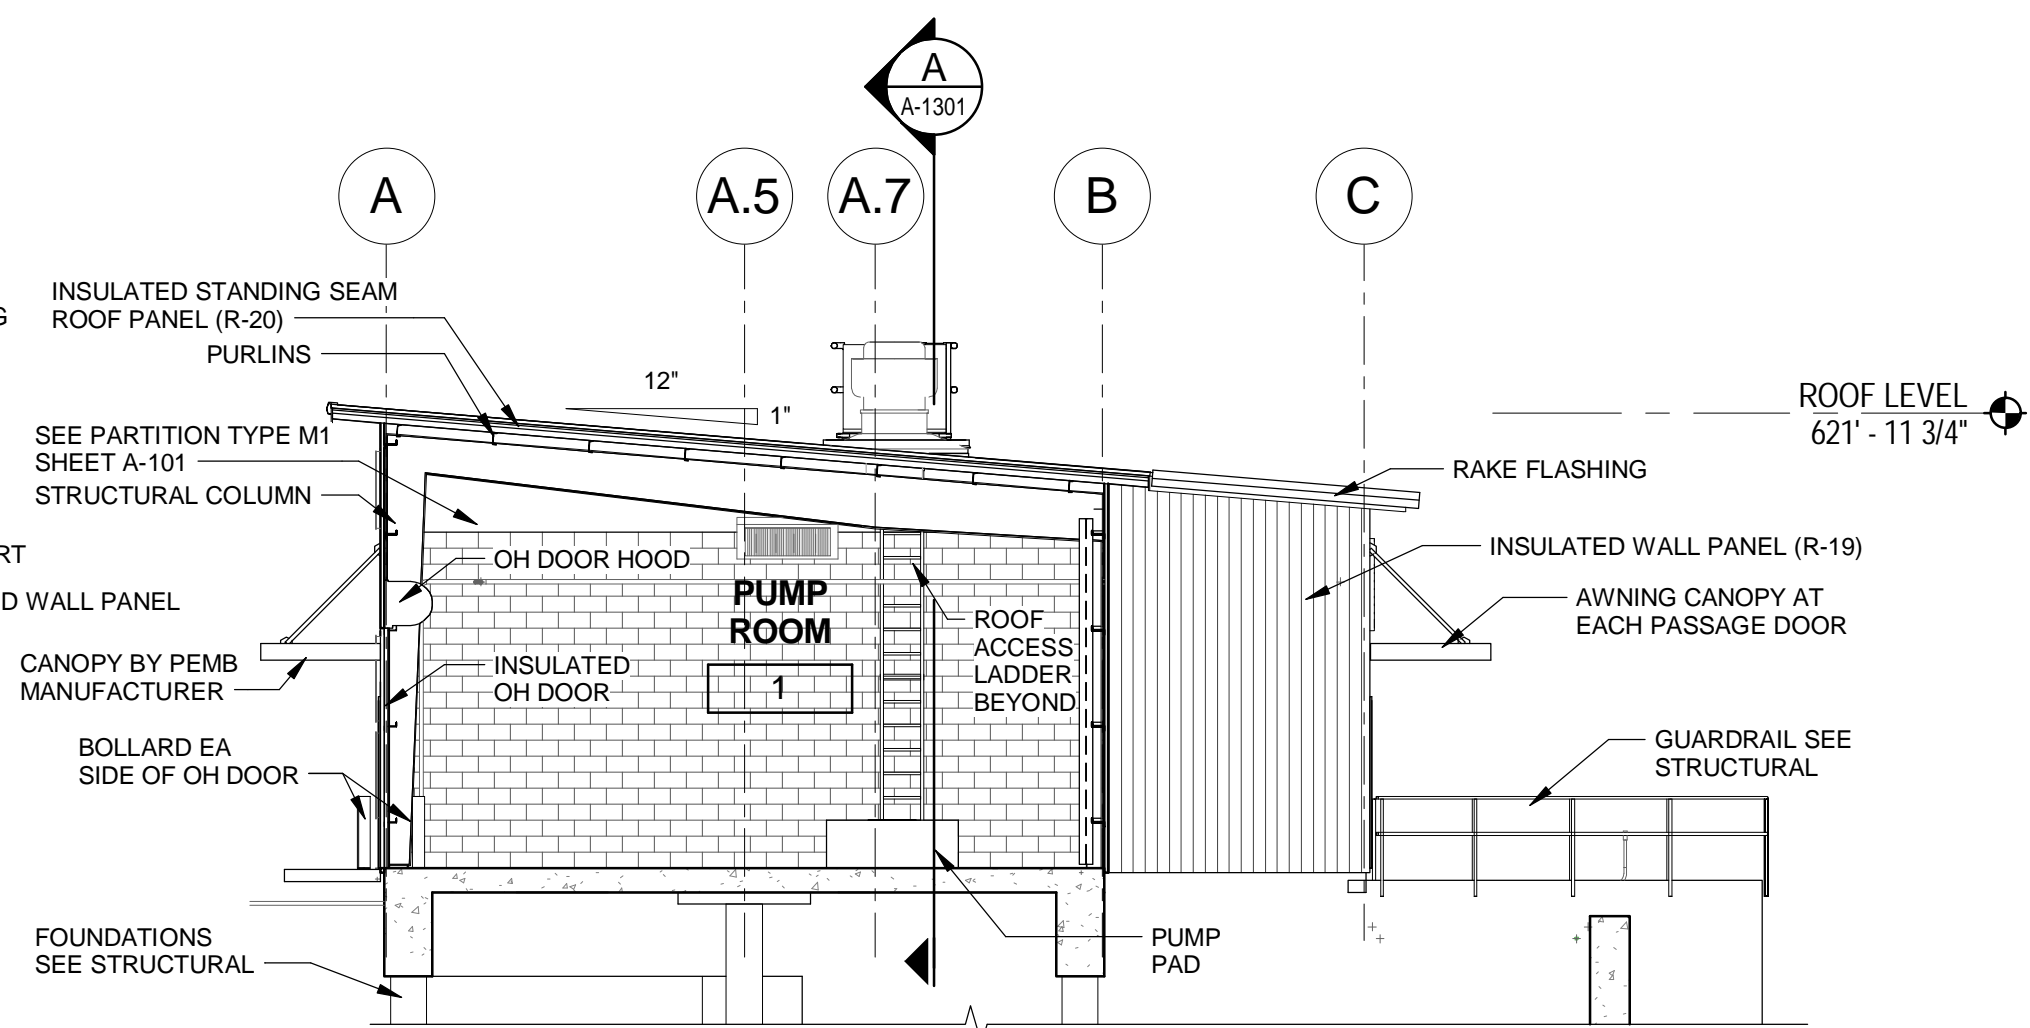 A
A-1301
A
A.5
A.7
B
C
INSULATED STANDING SEAM
ROOF PANEL (R-20)
G
PURLINS
12"
1"
ROOF LEVEL
621' - 11 3/4"
SEE PARTITION TYPE M1
SHEET A-101
STRUCTURAL COLUMN
RAKE FLASHING
RT
OH DOOR HOOD
INSULATED WALL PANEL (R-19)
D WALL PANEL
PUMP
ROOM
1
ROOF
ACCESS
LADDER
BEYOND
AWNING CANOPY AT
EACH PASSAGE DOOR
CANOPY BY PEMB
MANUFACTURER
INSULATED
OH DOOR
BOLLARD EA
SIDE OF OH DOOR
GUARDRAIL SEE
STRUCTURAL
FOUNDATIONS
SEE STRUCTURAL
PUMP
PAD